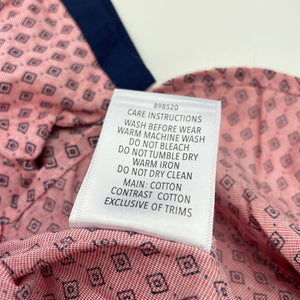 898520
CARE INSTRUCTIONS
WASH BEFORE WEAR
WARM MACHINE WASH
DO NOT BLEACH
DO NOT TUMBLE DRY
WARM IRON
DO NOT DRY CLEAN
MAIN: COTTON
CONTRAST COTTON
EXCLUSIVE OF TRIMS